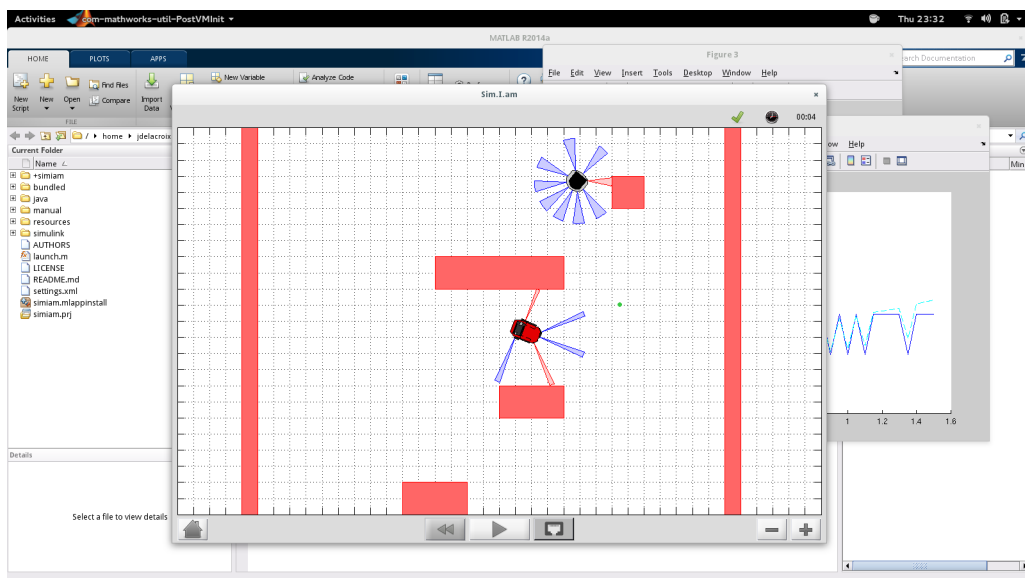 Activities com-mathworks-util-PostVMInit Thu 23:32
MATLAB R2014a
HOME PLOTS APPS
Figure 3
File Edit View Insert Tools Desktop Window Help
arch Documentation
New Script
New
Open
Find Files
Compare
Import Data
New Variable
Analyze Code
FILE
Sim.I.am
00:04
/ home jdelacroix
ow Help
Current Folder
Name
Min
+simiam
bundled
java
manual
resources
simulink
AUTHORS
launch.m
LICENSE
README.md
settings.xml
simiam.mlappinstall
simiam.prj
1 1.2 1.4 1.6
Details
Select a file to view details